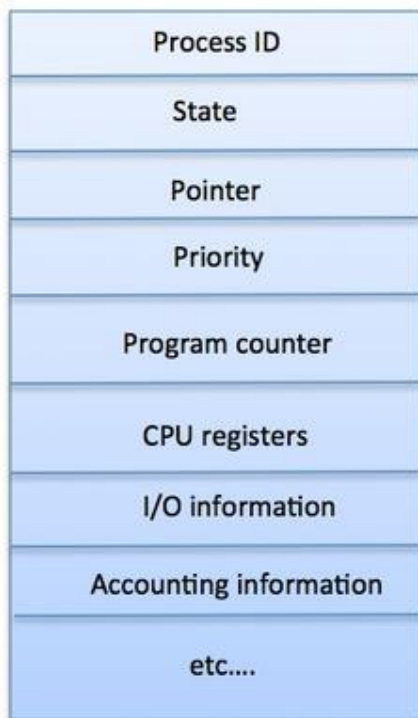 Process ID
State
Pointer
Priority
Program counter
CPU registers
I/O information
Accounting information
etc....